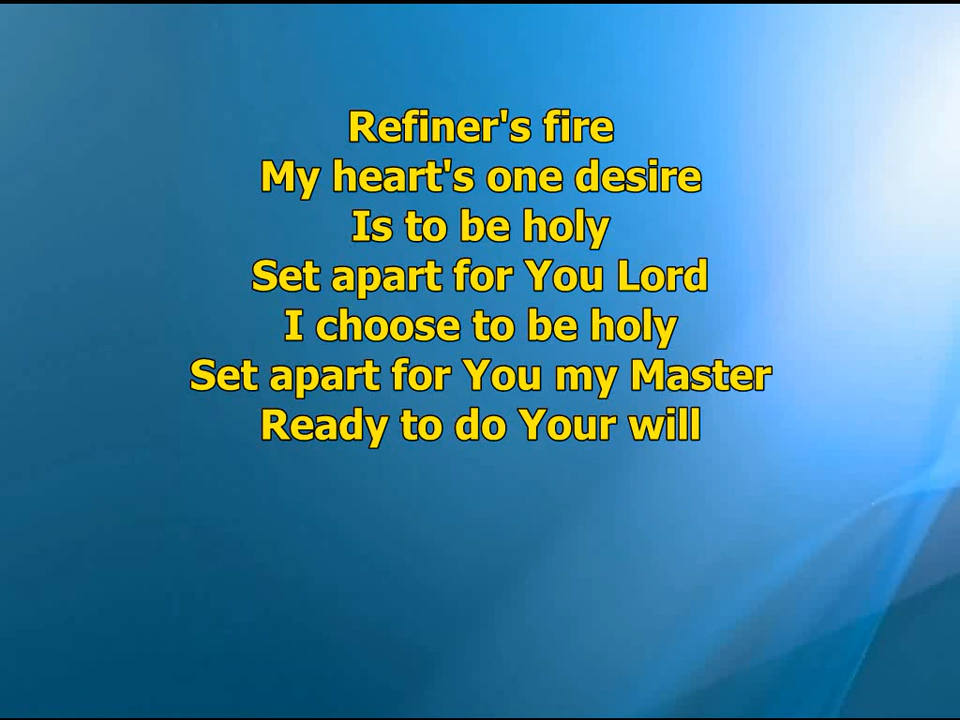 Refiner's fire
My heart's one desire
Is to be holy
Set apart for You Lord
I choose to be holy
Set apart for You my Master
Ready to do Your will